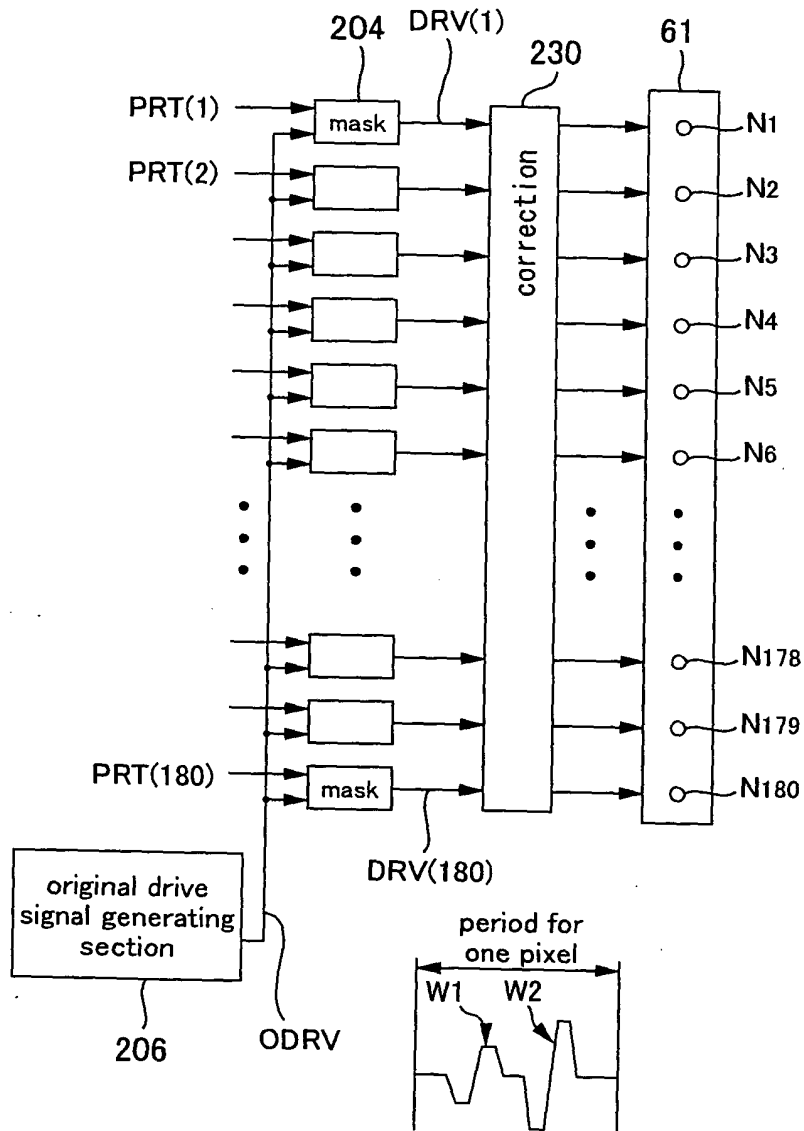 204
DRV(1)
230
61
PRT(1)
mask
N1
PRT(2)
N2
correction
N3
N4
N5
N6
N178
N179
PRT(180)
mask
N180
DRV(180)
original drive
signal generating
section
period for
one pixel
W1
W2
206
ODRV